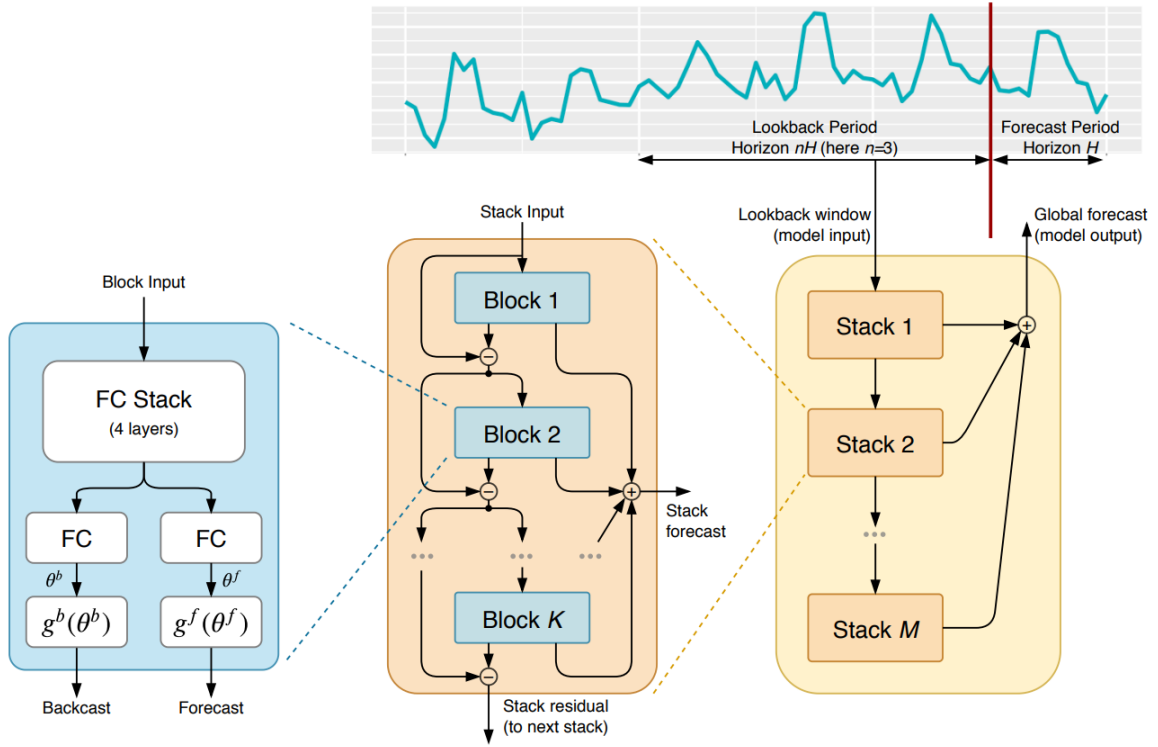 Lookback Period
Horizon nH (here n=3)
Forecast Period
Horizon H
Block Input
FC Stack
(4 layers)
FC
FC
θᵇ
θᶠ
gᵇ(θᵇ)
gᶠ(θᶠ)
Backcast
Forecast
Stack Input
Block 1
−
Block 2
−
+
Stack
forecast
•••
•••
•••
Block K
−
Stack residual
(to next stack)
Lookback window
(model input)
Global forecast
(model output)
Stack 1
+
Stack 2
•••
Stack M